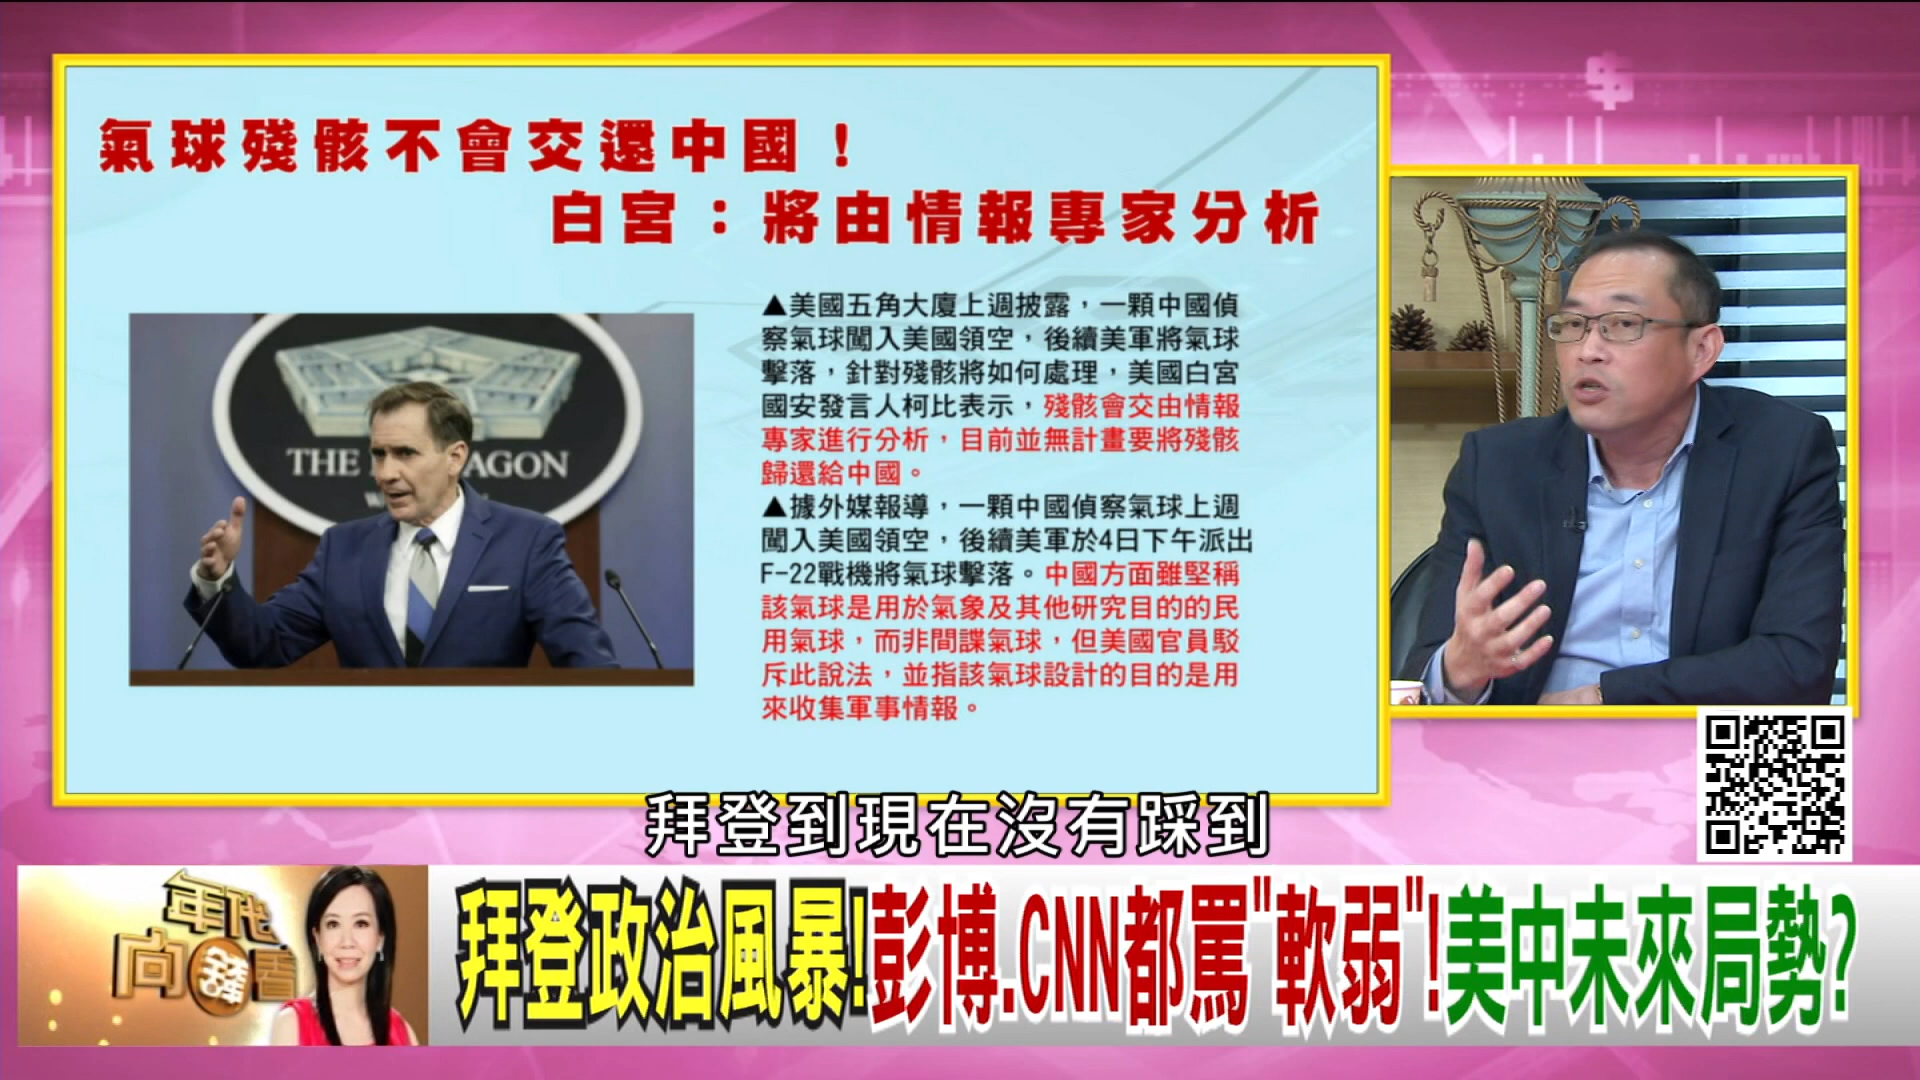 氣球殘骸不會交還中國！
白宮：將由情報專家分析
▲美國五角大廈上週披露，一顆中國偵
察氣球闖入美國領空，後續美軍將氣球
擊落，針對殘骸將如何處理，美國白宮
國安發言人柯比表示，殘骸會交由情報
專家進行分析，目前並無計畫要將殘骸
歸還給中國。
▲據外媒報導，一顆中國偵察氣球上週
闖入美國領空，後續美軍於4日下午派出
F-22戰機將氣球擊落。中國方面雖堅稱
該氣球是用於氣象及其他研究目的的民
用氣球，而非間諜氣球，但美國官員駁
斥此說法，並指該氣球設計的目的是用
來收集軍事情報。
拜登到現在沒有踩到
年代
向錢看
拜登政治風暴!彭博.CNN都罵"軟弱"!美中未來局勢?